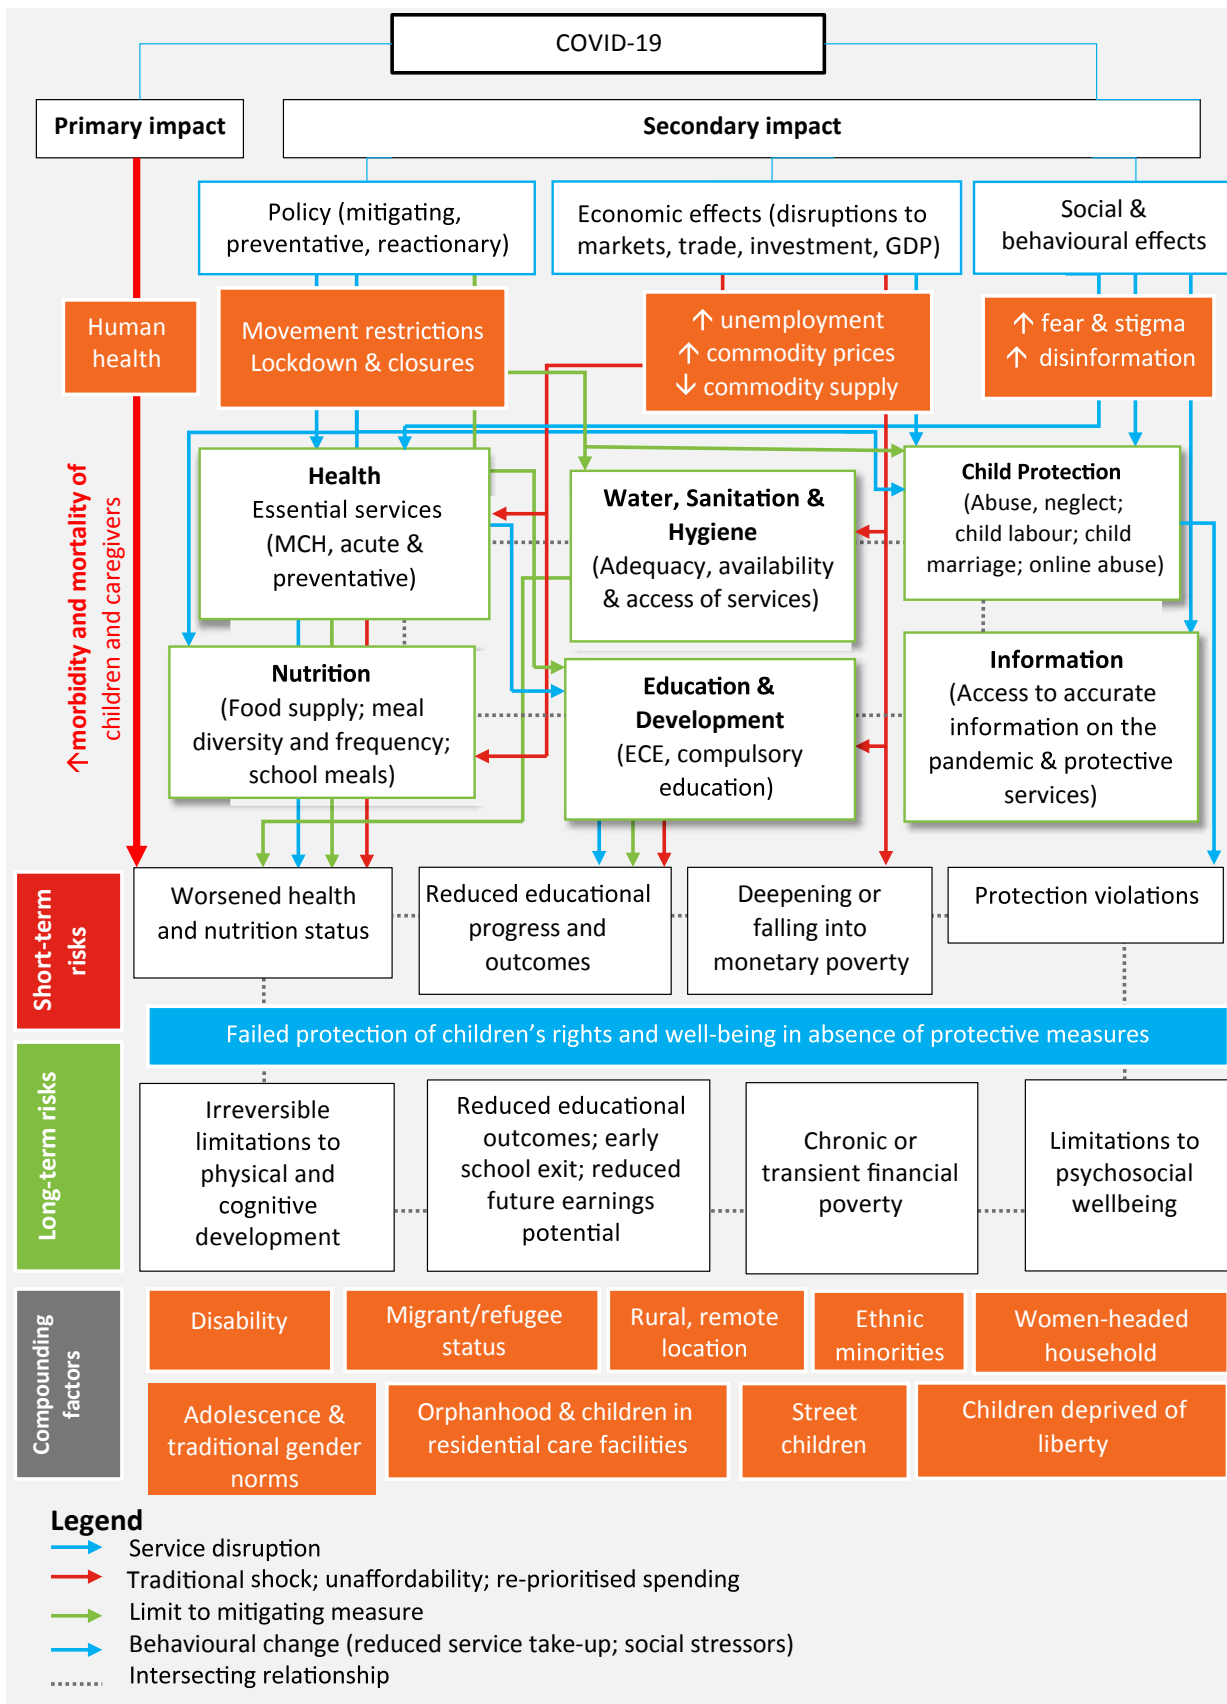 COVID-19
Primary impact
Secondary impact
Policy (mitigating,
preventative, reactionary)
Economic effects (disruptions to
markets, trade, investment, GDP)
Social &
behavioural effects
Human
health
Movement restrictions
Lockdown & closures
↑ unemployment
↑ commodity prices
↓ commodity supply
↑ fear & stigma
↑ disinformation
↑morbidity and mortality of
children and caregivers
Health
Essential services
(MCH, acute &
preventative)
Water, Sanitation &
Hygiene
(Adequacy, availability
& access of services)
Child Protection
(Abuse, neglect;
child labour; child
marriage; online abuse)
Nutrition
(Food supply; meal
diversity and frequency;
school meals)
Education &
Development
(ECE, compulsory
education)
Information
(Access to accurate
information on the
pandemic & protective
services)
Short-term
risks
Worsened health
and nutrition status
Reduced educational
progress and
outcomes
Deepening or
falling into
monetary poverty
Protection violations
Failed protection of children's rights and well-being in absence of protective measures
Long-term risks
Irreversible
limitations to
physical and
cognitive
development
Reduced educational
outcomes; early
school exit; reduced
future earnings
potential
Chronic or
transient financial
poverty
Limitations to
psychosocial
wellbeing
Compounding
factors
Disability
Migrant/refugee
status
Rural, remote
location
Ethnic
minorities
Women-headed
household
Adolescence &
traditional gender
norms
Orphanhood & children in
residential care facilities
Street
children
Children deprived of
liberty
Legend
Service disruption
Traditional shock; unaffordability; re-prioritised spending
Limit to mitigating measure
Behavioural change (reduced service take-up; social stressors)
Intersecting relationship